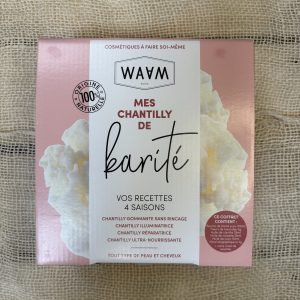 COSMÉTIQUES À FAIRE SOI-MÊME
WAAM
ORIGINE
100%
NATURELLE
MES
CHANTILLY
DE
karité
VOS RECETTES
4 SAISONS
CHANTILLY GOMMANTE SANS RINÇAGE
CHANTILLY ILLUMINATRICE
CHANTILLY RÉPARATRICE
CHANTILLY ULTRA-NOURRISSANTE
TOUT TYPE DE PEAU ET CHEVEUX
CE COFFRET
CONTIENT :